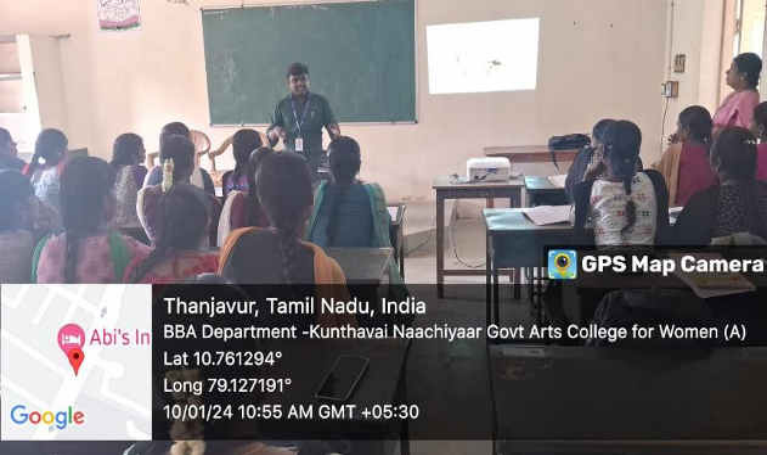 GPS Map Camera
Thanjavur, Tamil Nadu, India
Abi's In
BBA Department -Kunthavai Naachiyaar Govt Arts College for Women (A)
Lat 10.761294°
Long 79.127191°
Google
10/01/24 10:55 AM GMT +05:30